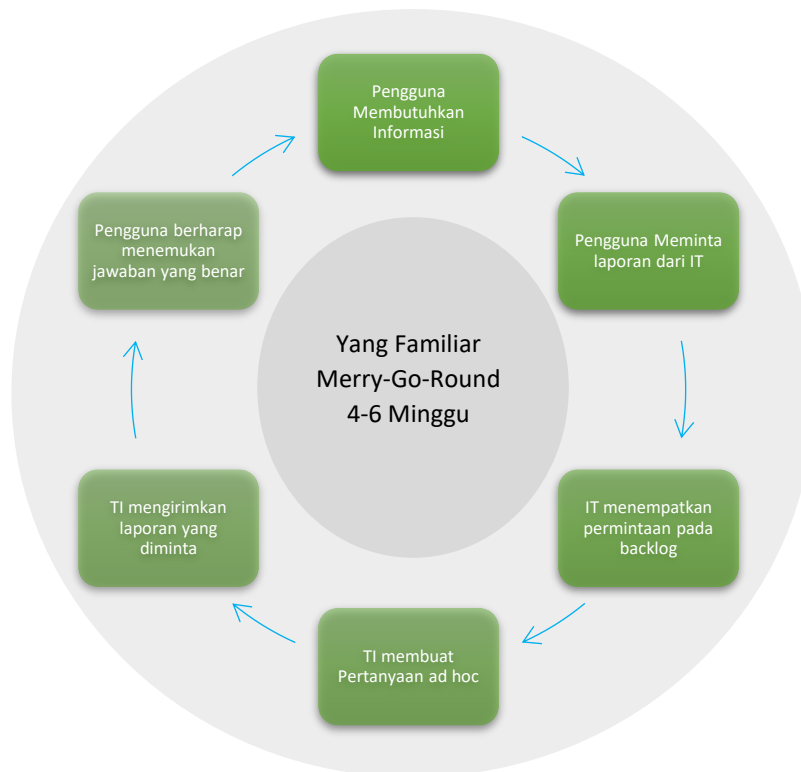 Pengguna
Membutuhkan
Informasi
Pengguna Meminta
laporan dari IT
IT menempatkan
permintaan pada
backlog
TI membuat
Pertanyaan ad hoc
TI mengirimkan
laporan yang
diminta
Pengguna berharap
menemukan
jawaban yang benar
Yang Familiar
Merry-Go-Round
4-6 Minggu